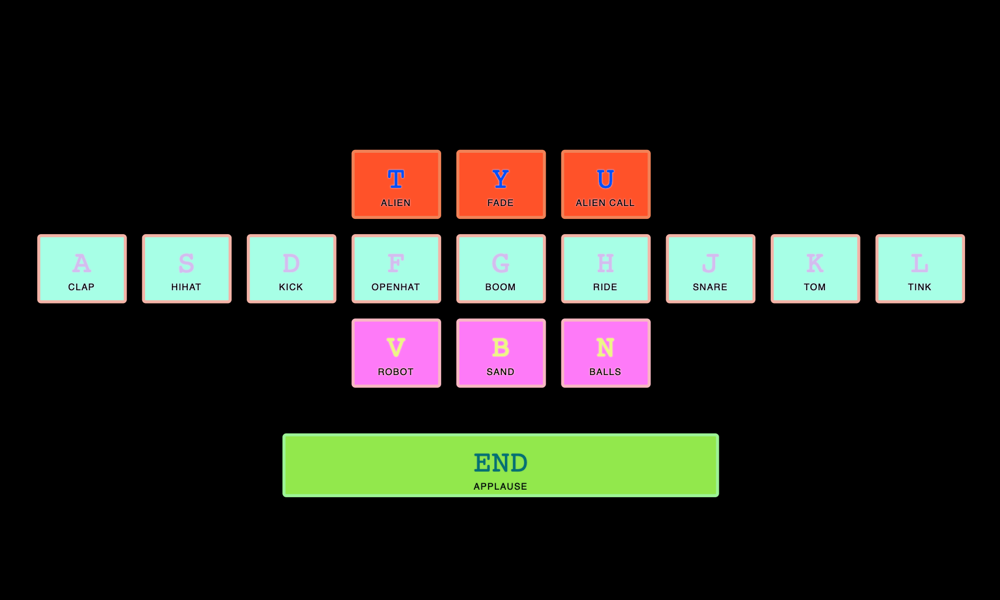 T Y U
ALIEN FADE ALIEN CALL
A S D F G H J K L
CLAP HIHAT KICK OPENHAT BOOM RIDE SNARE TOM TINK
V B N
ROBOT SAND BALLS
END
APPLAUSE